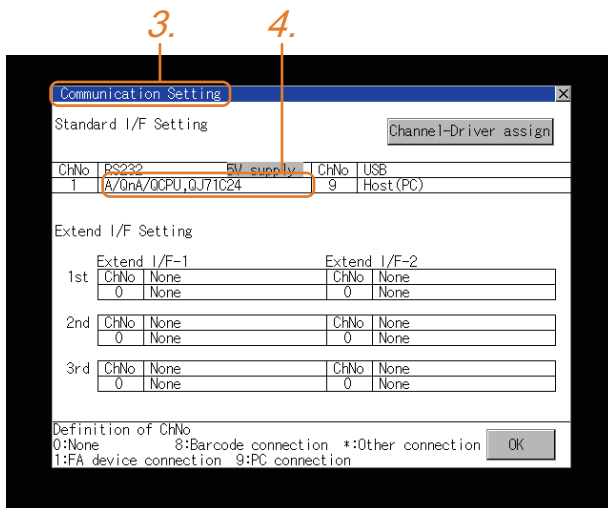 3. 4.
Communication Setting
Standard I/F Setting
Channel-Driver assign
ChNo RS232 5V supply ChNo USB
1 A/QnA/QCPU,QJ71C24 9 Host(PC)
Extend I/F Setting
Extend I/F-1 Extend I/F-2
1st ChNo None ChNo None
0 None 0 None
2nd ChNo None ChNo None
0 None 0 None
3rd ChNo None ChNo None
0 None 0 None
Definition of ChNo
0:None 8:Barcode connection *:Other connection OK
1:FA device connection 9:PC connection